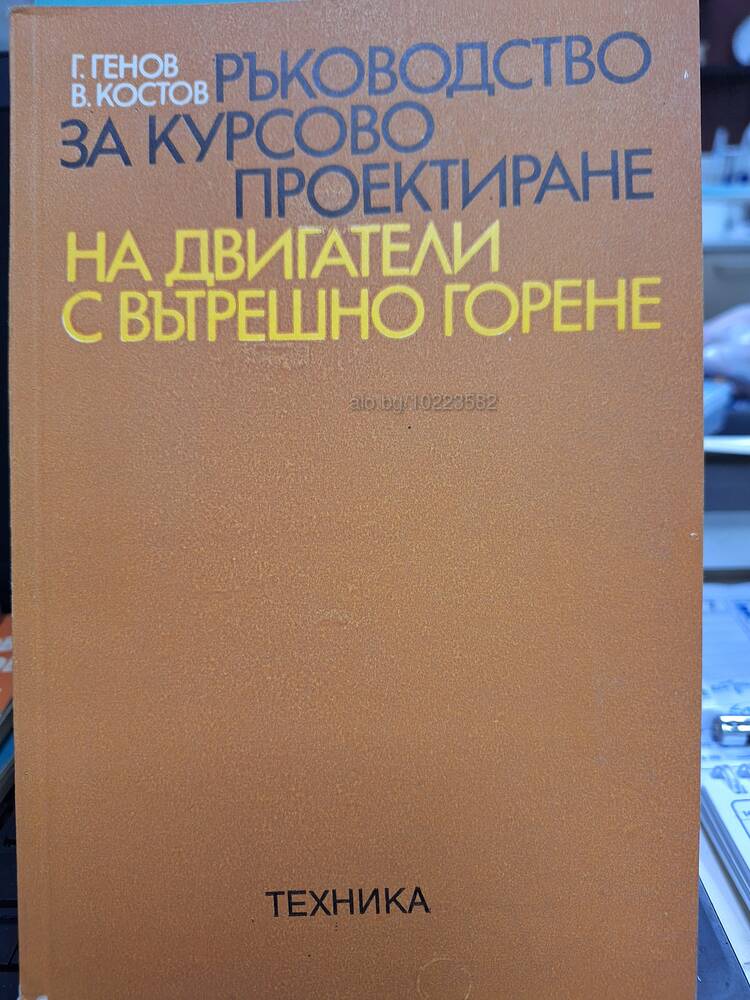 Г. ГЕНОВ
В. КОСТОВ РЪКОВОДСТВО
ЗА КУРСОВО
ПРОЕКТИРАНЕ
НА ДВИГАТЕЛИ
С ВЪТРЕШНО ГОРЕНЕ
alo.bg/10223582
ТЕХНИКА